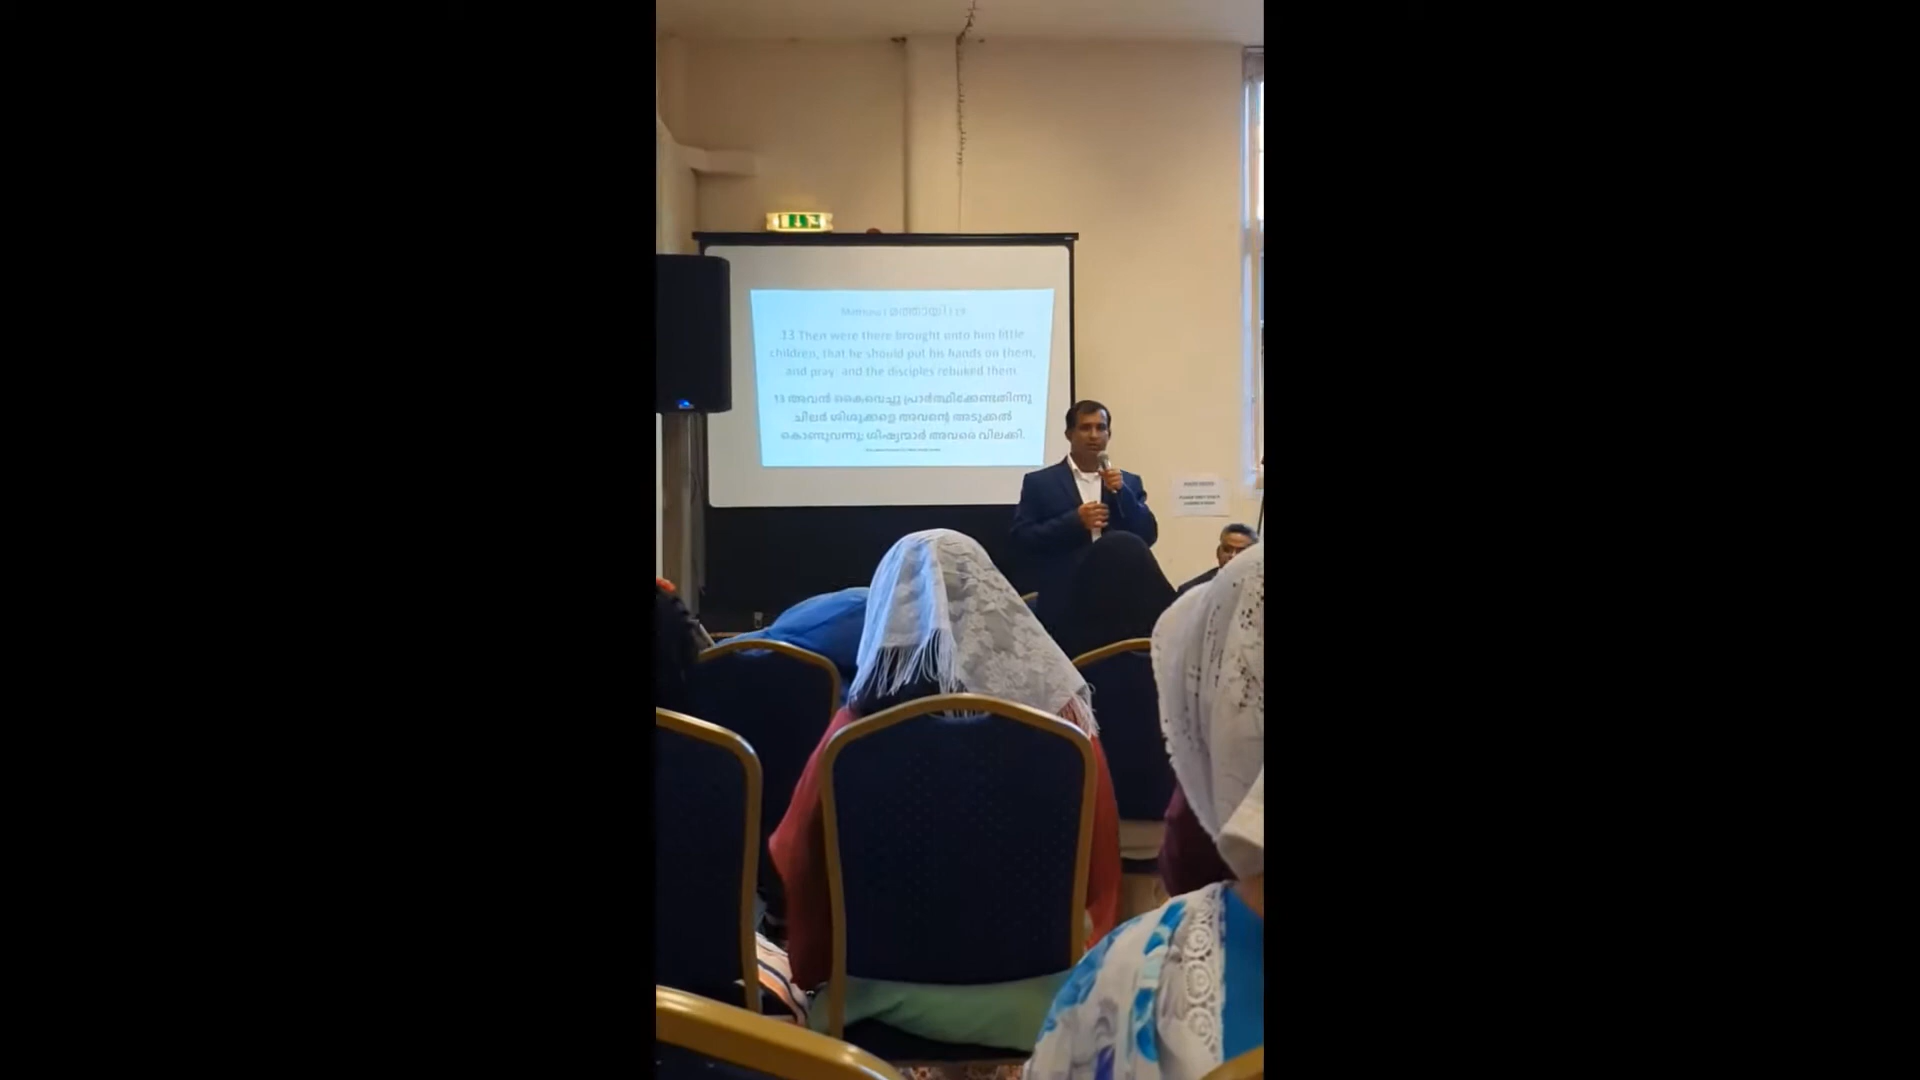 Matthew | മത്തായി | 19
13 Then were there brought unto him little
children, that he should put his hands on them,
and pray: and the disciples rebuked them.
13 അവൻ കൈവെച്ചു പ്രാർത്ഥിക്കേണ്ടതിന്നു
ചിലർ ശിശുക്കളെ അവന്റെ അടുക്കൽ
കൊണ്ടുവന്നു; ശിഷ്യന്മാർ അവരെ വിലക്കി.